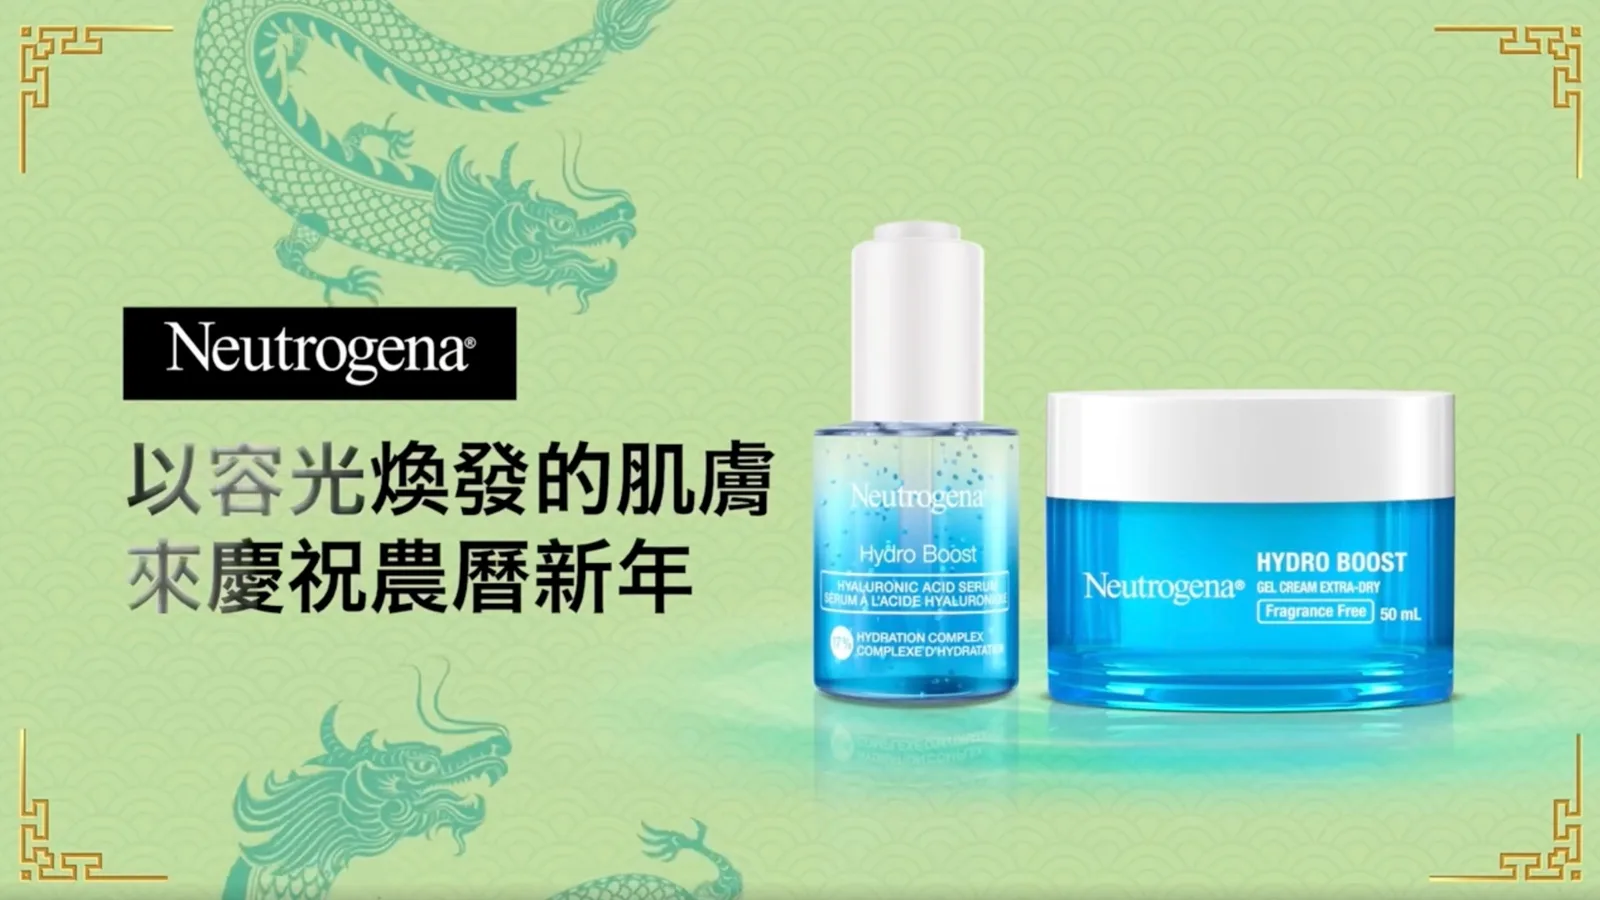 Neutrogena®
以容光煥發的肌膚
來慶祝農曆新年
Neutrogena
Hydro Boost
HYALURONIC ACID SERUM
SÉRUM À L'ACIDE HYALURONIQUE
17%
HYDRATION COMPLEX
COMPLEXE D'HYDRATATION
Neutrogena®
HYDRO BOOST
GEL CREAM EXTRA-DRY
Fragrance Free 50 mL